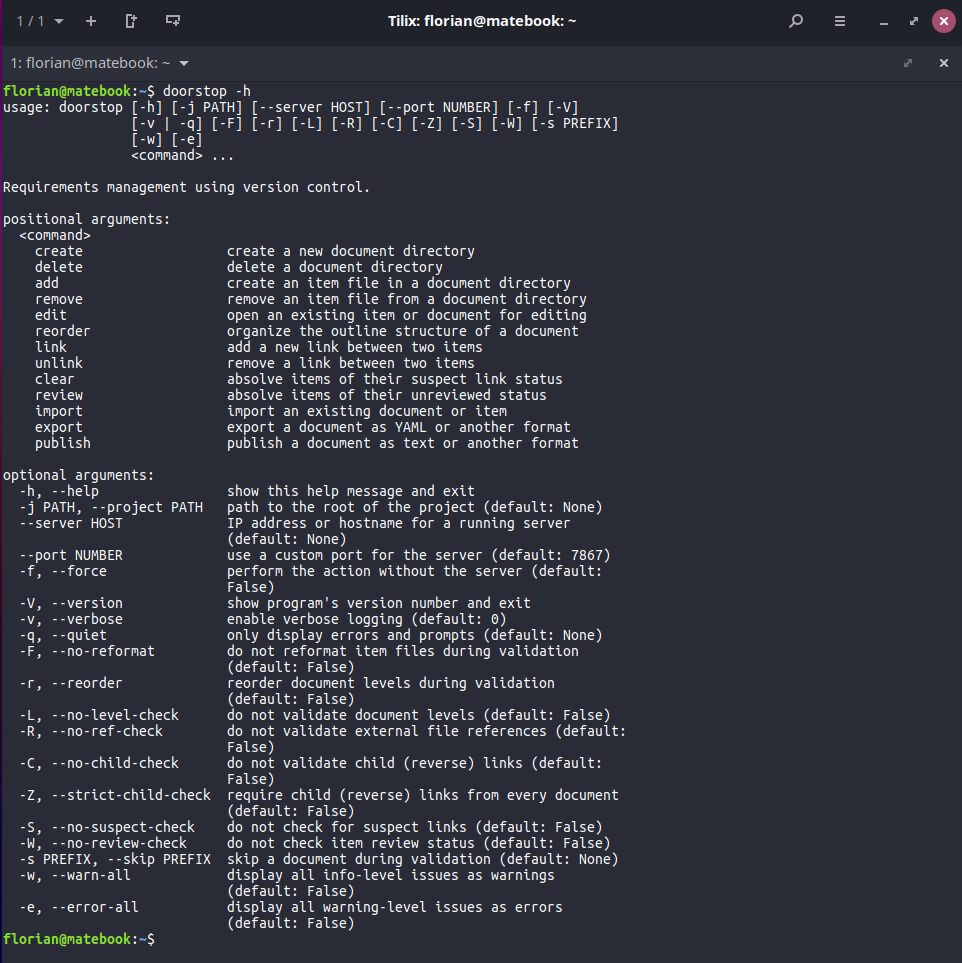 1 / 1
Tilix: florian@matebook: ~
1: florian@matebook: ~
florian@matebook:~$ doorstop -h
usage: doorstop [-h] [-j PATH] [--server HOST] [--port NUMBER] [-f] [-V]
                [-v | -q] [-F] [-r] [-L] [-R] [-C] [-Z] [-S] [-W] [-s PREFIX]
                [-w] [-e]
                <command> ...

Requirements management using version control.

positional arguments:
  <command>
    create                  create a new document directory
    delete                  delete a document directory
    add                     create an item file in a document directory
    remove                  remove an item file from a document directory
    edit                    open an existing item or document for editing
    reorder                 organize the outline structure of a document
    link                    add a new link between two items
    unlink                  remove a link between two items
    clear                   absolve items of their suspect link status
    review                  absolve items of their unreviewed status
    import                  import an existing document or item
    export                  export a document as YAML or another format
    publish                 publish a document as text or another format

optional arguments:
  -h, --help                show this help message and exit
  -j PATH, --project PATH   path to the root of the project (default: None)
  --server HOST             IP address or hostname for a running server
                            (default: None)
  --port NUMBER             use a custom port for the server (default: 7867)
  -f, --force               perform the action without the server (default:
                            False)
  -V, --version             show program's version number and exit
  -v, --verbose             enable verbose logging (default: 0)
  -q, --quiet               only display errors and prompts (default: None)
  -F, --no-reformat         do not reformat item files during validation
                            (default: False)
  -r, --reorder             reorder document levels during validation
                            (default: False)
  -L, --no-level-check      do not validate document levels (default: False)
  -R, --no-ref-check        do not validate external file references (default:
                            False)
  -C, --no-child-check      do not validate child (reverse) links (default:
                            False)
  -Z, --strict-child-check  require child (reverse) links from every document
                            (default: False)
  -S, --no-suspect-check    do not check for suspect links (default: False)
  -W, --no-review-check     do not check item review status (default: False)
  -s PREFIX, --skip PREFIX  skip a document during validation (default: None)
  -w, --warn-all            display all info-level issues as warnings
                            (default: False)
  -e, --error-all           display all warning-level issues as errors
                            (default: False)
florian@matebook:~$